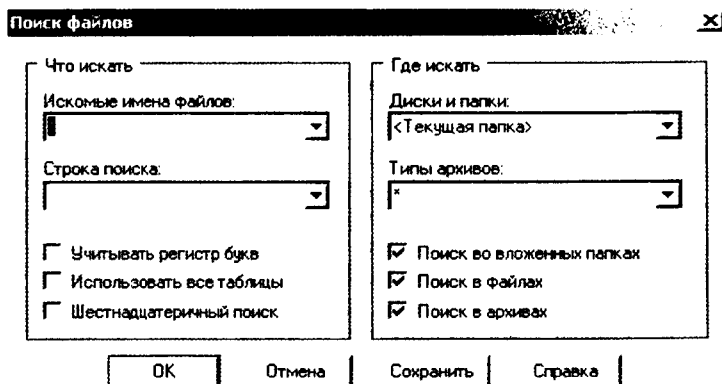 Поиск файлов
Что искать
Искомые имена файлов:
Строка поиска:
Учитывать регистр букв
Использовать все таблицы
Шестнадцатеричный поиск
Где искать
Диски и папки:
<Текущая папка>
Типы архивов:
*
Поиск во вложенных папках
Поиск в файлах
Поиск в архивах
OK
Отмена
Сохранить
Справка